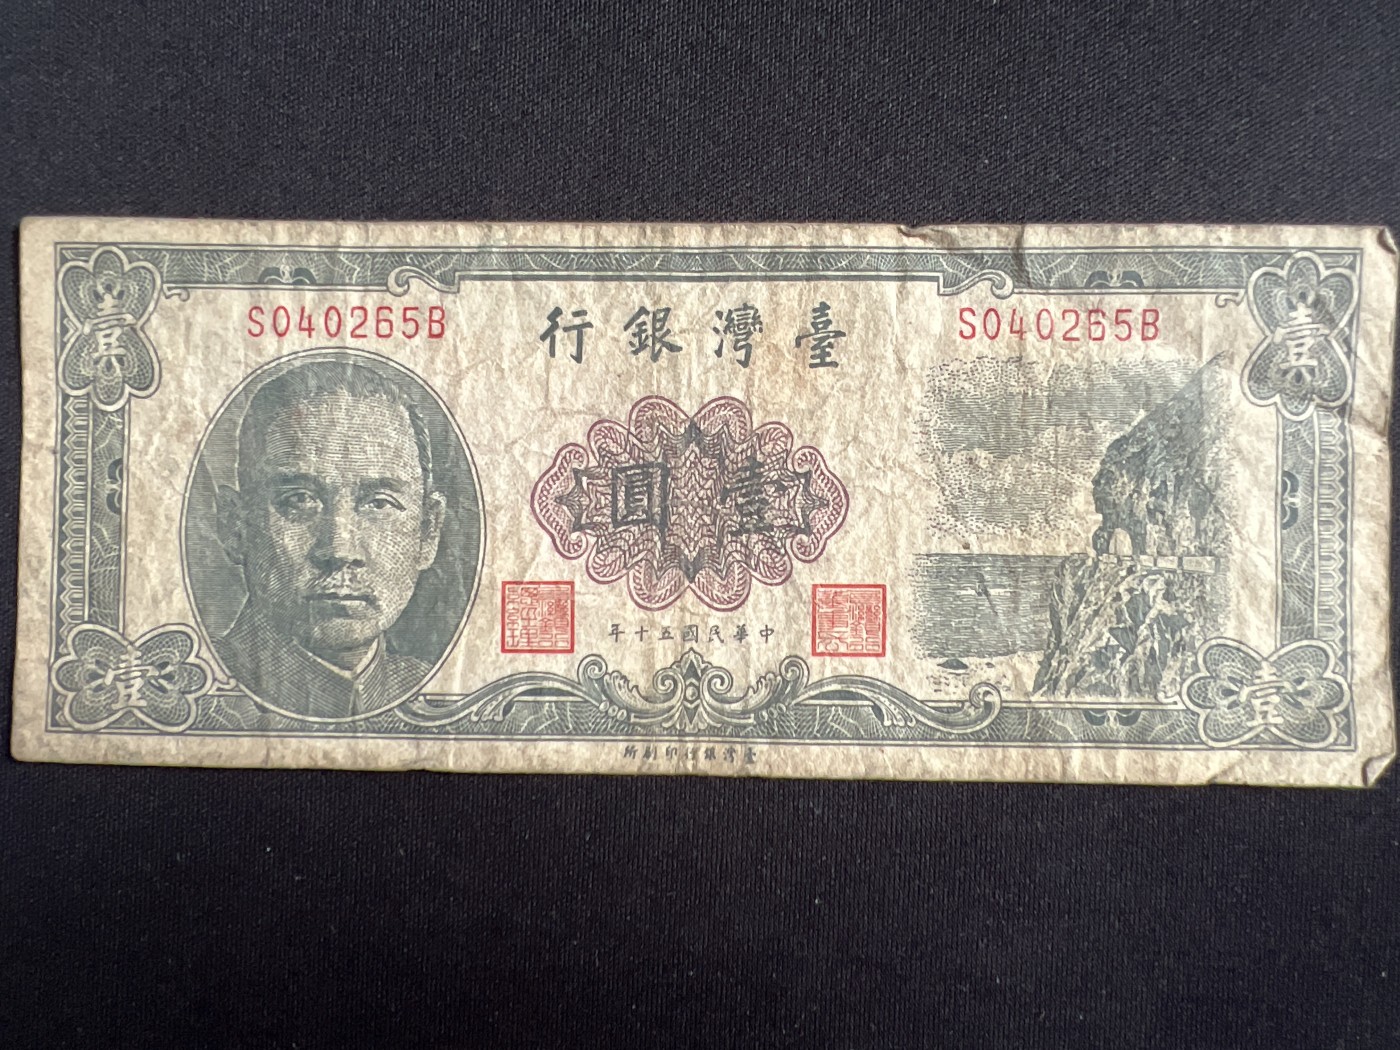 壹
壹
S040265B
臺灣銀行
S040265B
壹圓
中華民國五十年
壹
壹
臺灣銀行印刷所